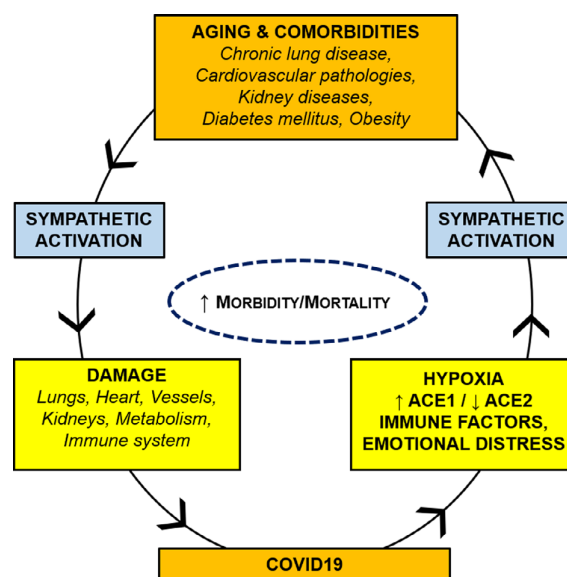 AGING & COMORBIDITIES
Chronic lung disease,
Cardiovascular pathologies,
Kidney diseases,
Diabetes mellitus, Obesity
SYMPATHETIC
ACTIVATION
SYMPATHETIC
ACTIVATION
↑ MORBIDITY/MORTALITY
DAMAGE
Lungs, Heart, Vessels,
Kidneys, Metabolism,
Immune system
HYPOXIA
↑ ACE1 / ↓ ACE2
IMMUNE FACTORS,
EMOTIONAL DISTRESS
COVID19